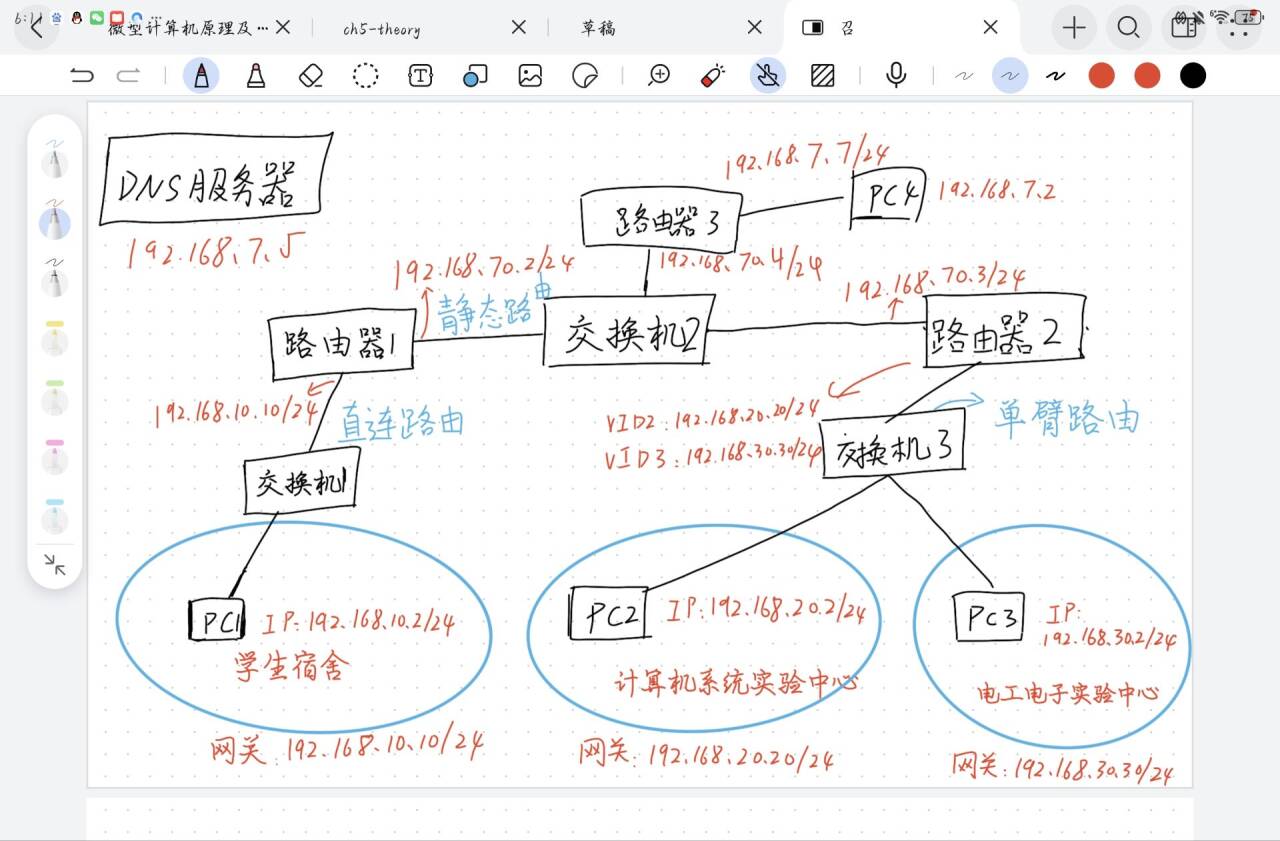 6:11
微型计算机原理及…
ch5-theory
草稿
召
DNS服务器
192.168.7.5
192.168.7.7/24
PC4
192.168.7.2
路由器3
192.168.70.2/24
192.168.70.4/24
192.168.70.3/24
静态路由
路由器1
交换机2
路由器2
192.168.10.10/24
直连路由
VID2:192.168.20.20/24
VID3:192.168.30.30/24
单臂路由
交换机3
交换机1
PC1
IP:192.168.10.2/24
学生宿舍
PC2
IP:192.168.20.2/24
计算机系统实验中心
PC3
IP:
192.168.30.2/24
电工电子实验中心
网关:192.168.10.10/24
网关:192.168.20.20/24
网关:192.168.30.30/24